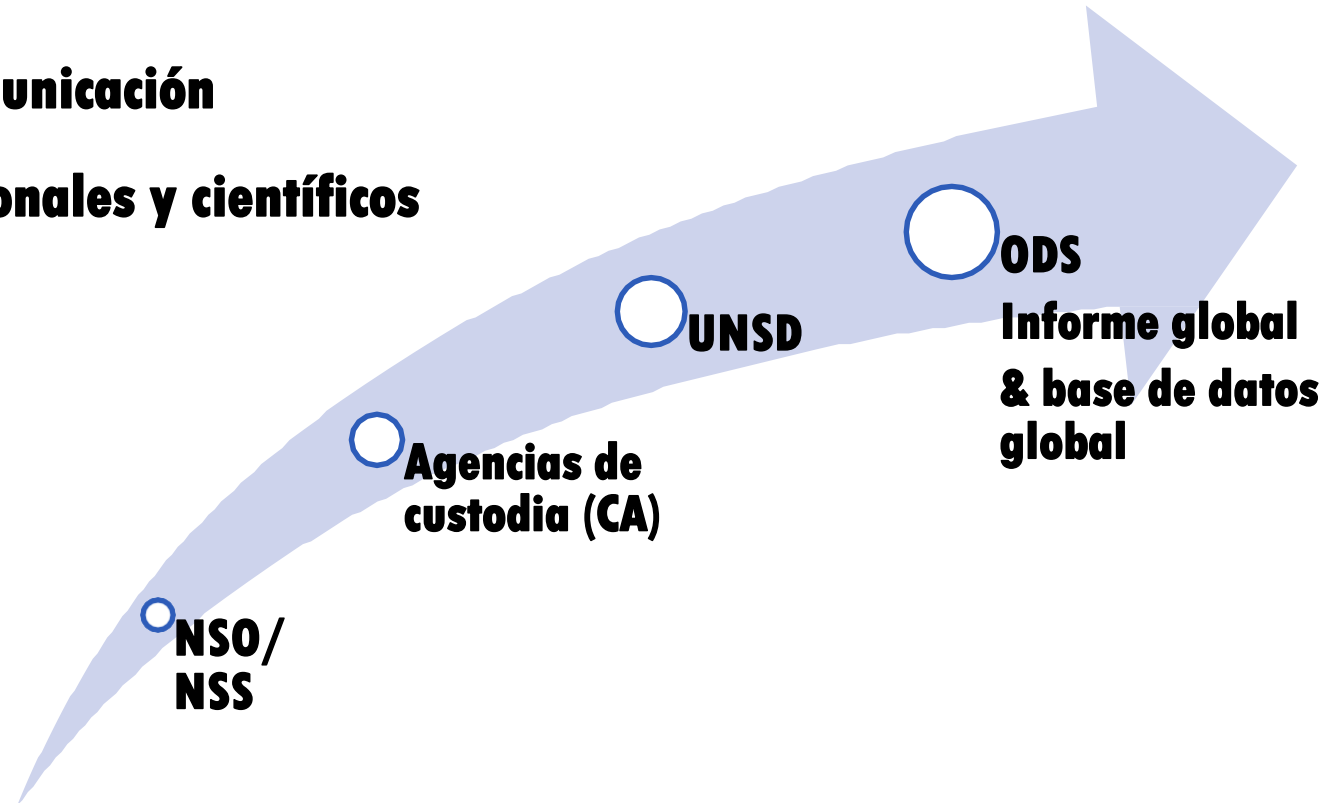 unicación
onales y científicos
ODS
Informe global
& base de datos
global
UNSD
Agencias de
custodia (CA)
NSO/
NSS